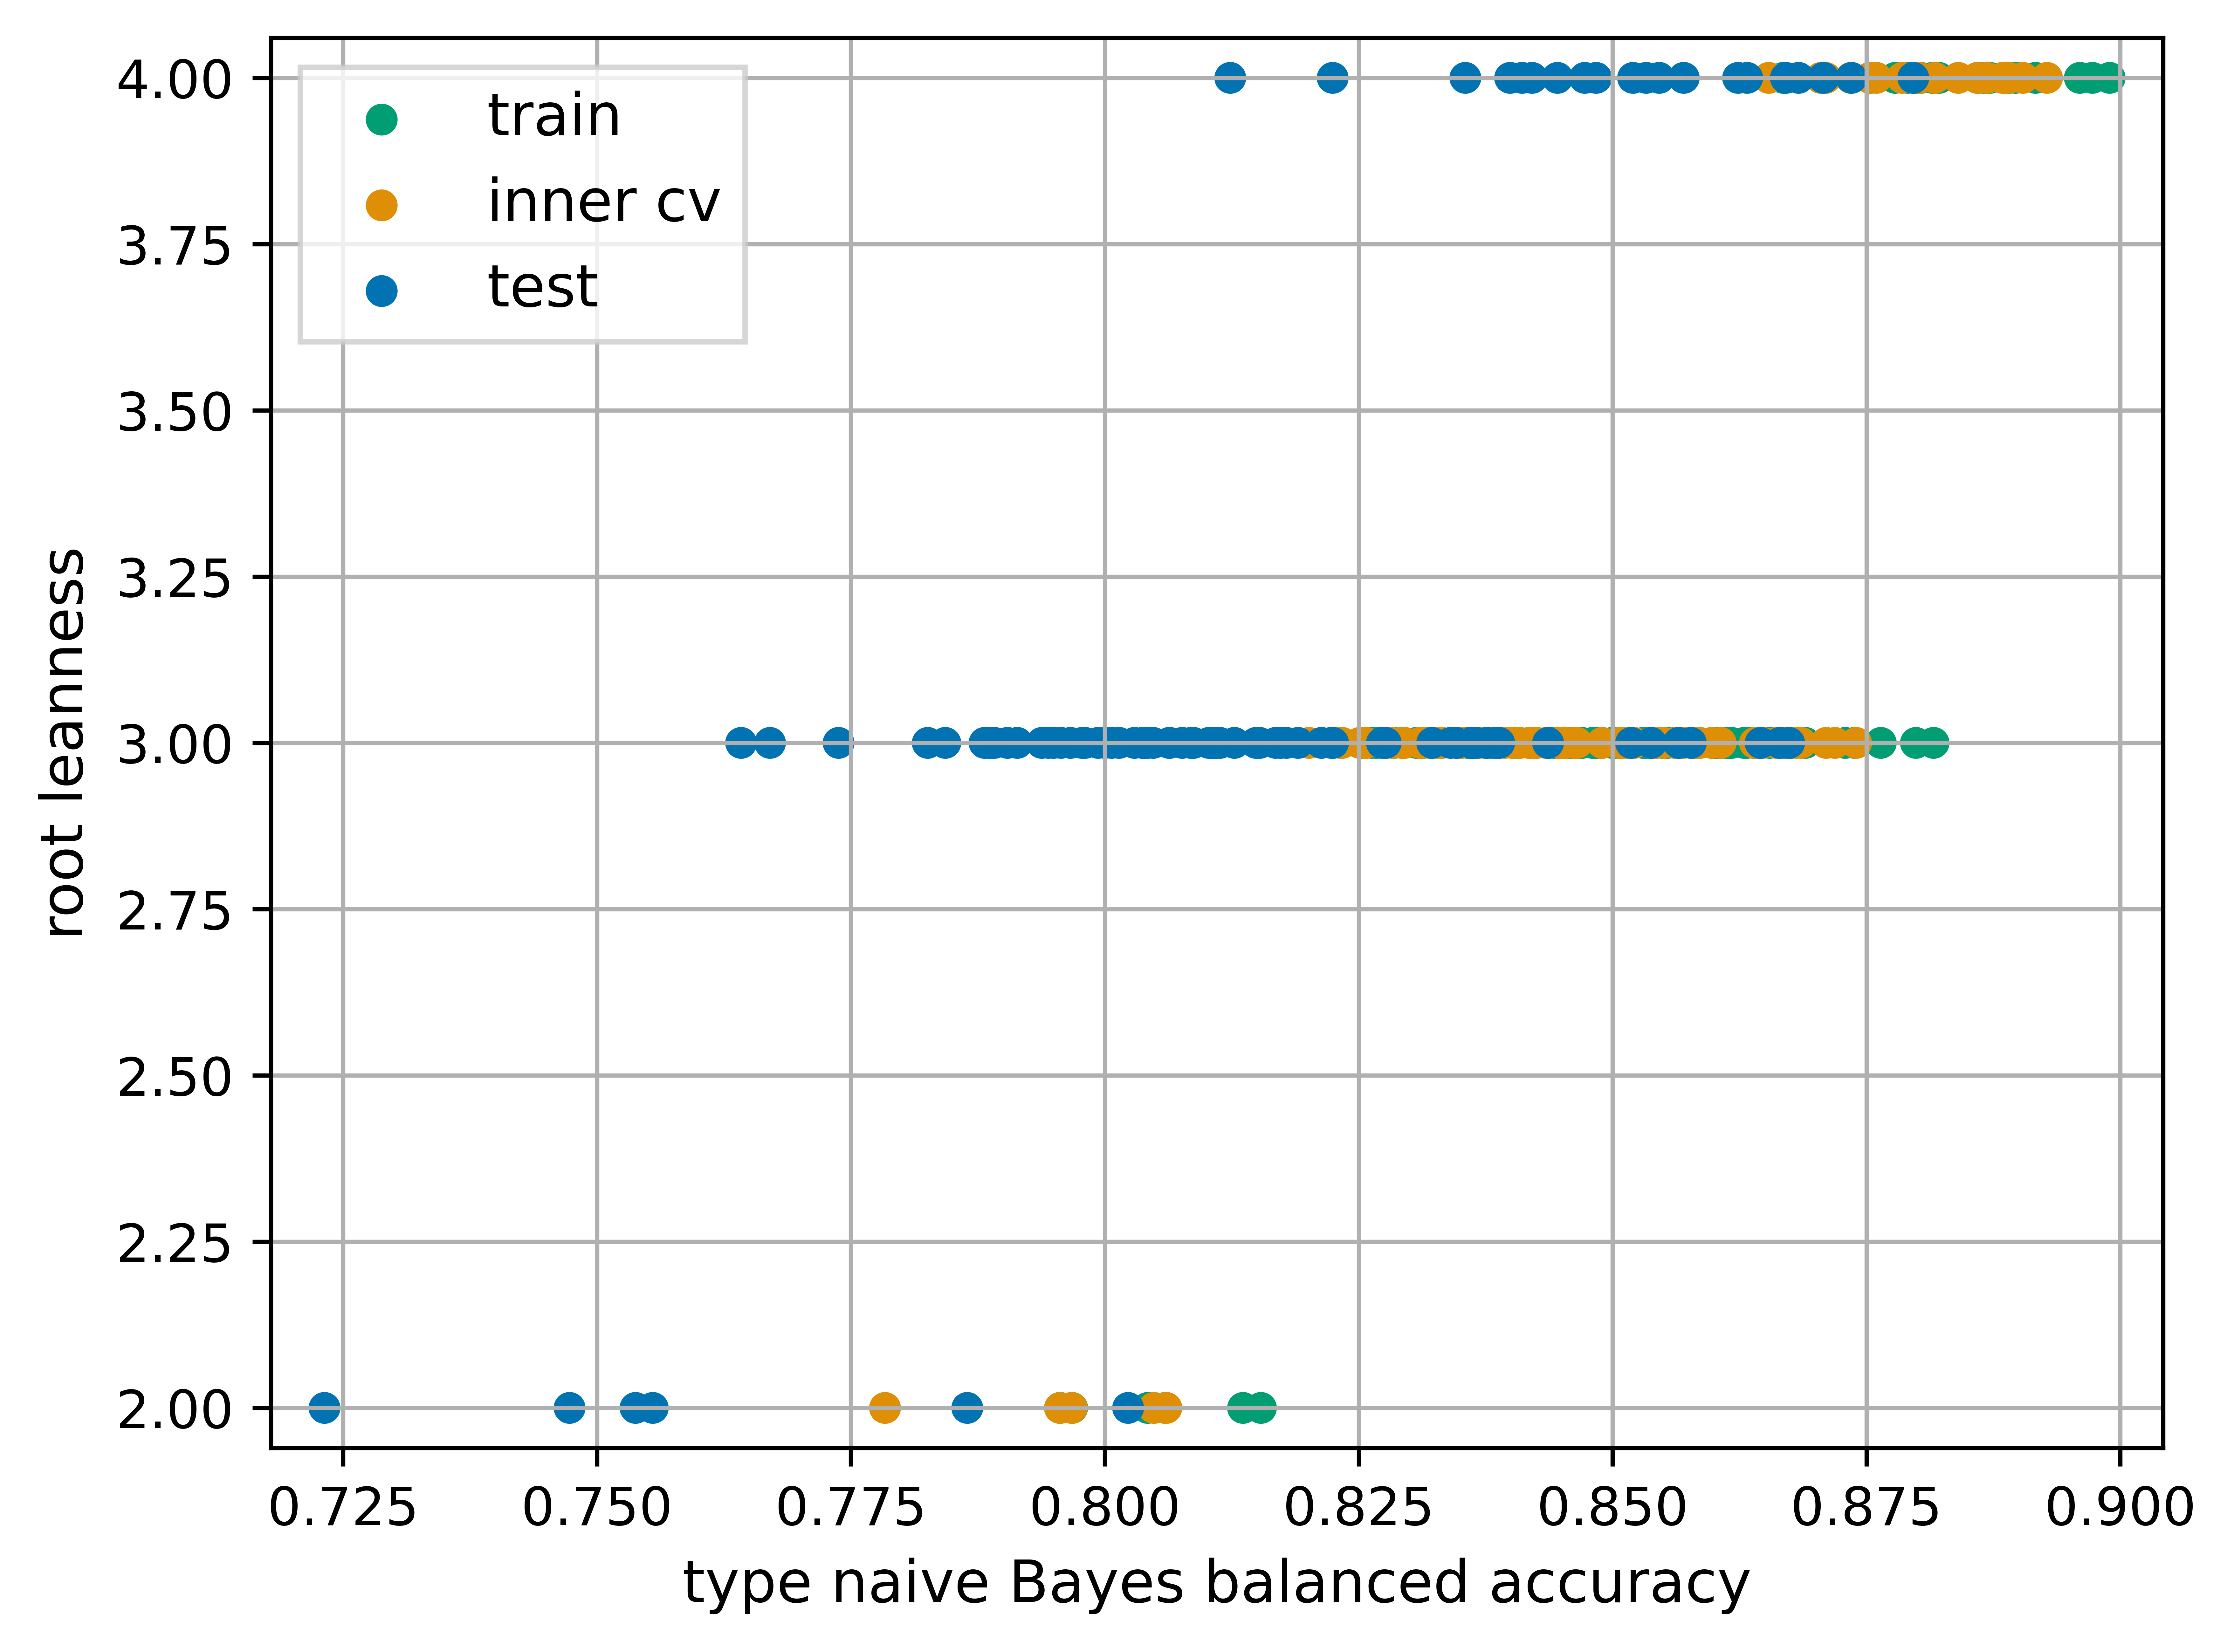 train
inner cv
test
4.00
3.75
3.50
3.25
3.00
2.75
2.50
2.25
2.00
root leanness
0.725 0.750 0.775 0.800 0.825 0.850 0.875 0.900
type naive Bayes balanced accuracy